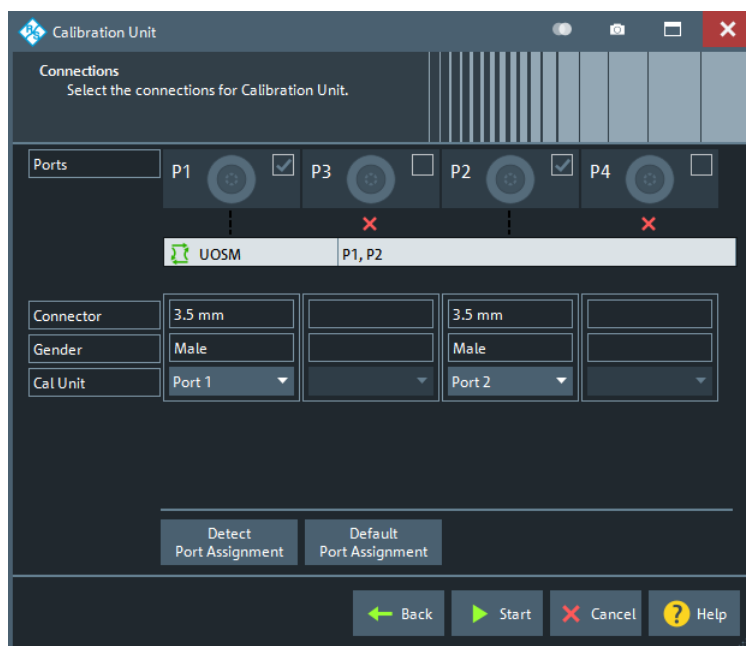 Calibration Unit
Connections
Select the connections for Calibration Unit.
Ports
P1
P3
P2
P4
UOSM
P1, P2
Connector
3.5 mm
3.5 mm
Gender
Male
Male
Cal Unit
Port 1
Port 2
Detect
Port Assignment
Default
Port Assignment
Back
Start
Cancel
? Help